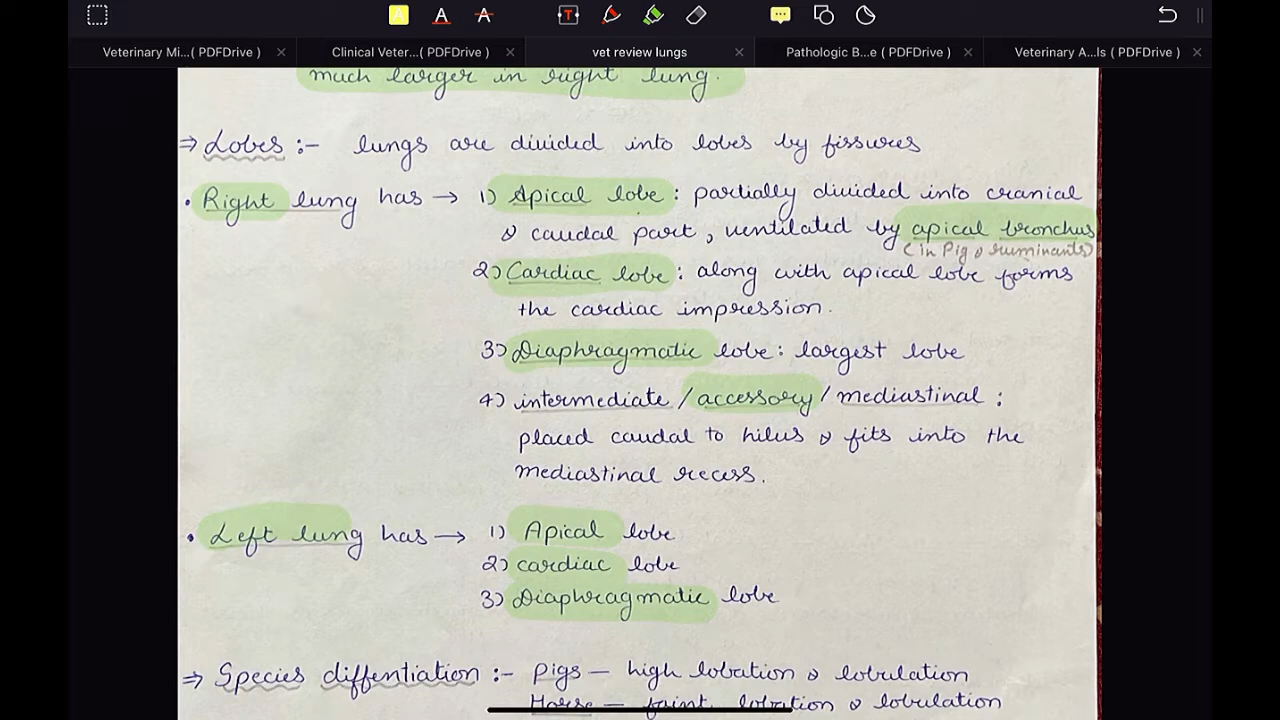 A A A T
Veterinary Mi...( PDFDrive ) × Clinical Veter...( PDFDrive ) × vet review lungs × Pathologic B...e ( PDFDrive ) × Veterinary A...ls ( PDFDrive ) ×
much larger in right lung.
⇒ Lobes :- lungs are divided into lobes by fissures
• Right lung has → 1) Apical lobe : partially divided into cranial
& caudal part, ventilated by apical bronchus
(in Pig & ruminants)
2) Cardiac lobe : along with apical lobe forms
the cardiac impression.
3) Diaphragmatic lobe : largest lobe
4) intermediate / accessory / mediastinal :
placed caudal to hilus & fits into the
mediastinal recess.
• Left lung has → 1) Apical lobe
2) cardiac lobe
3) Diaphragmatic lobe
⇒ Species diffentiation :- Pigs – high lobation & lobulation
Horse – faint lobation & lobulation